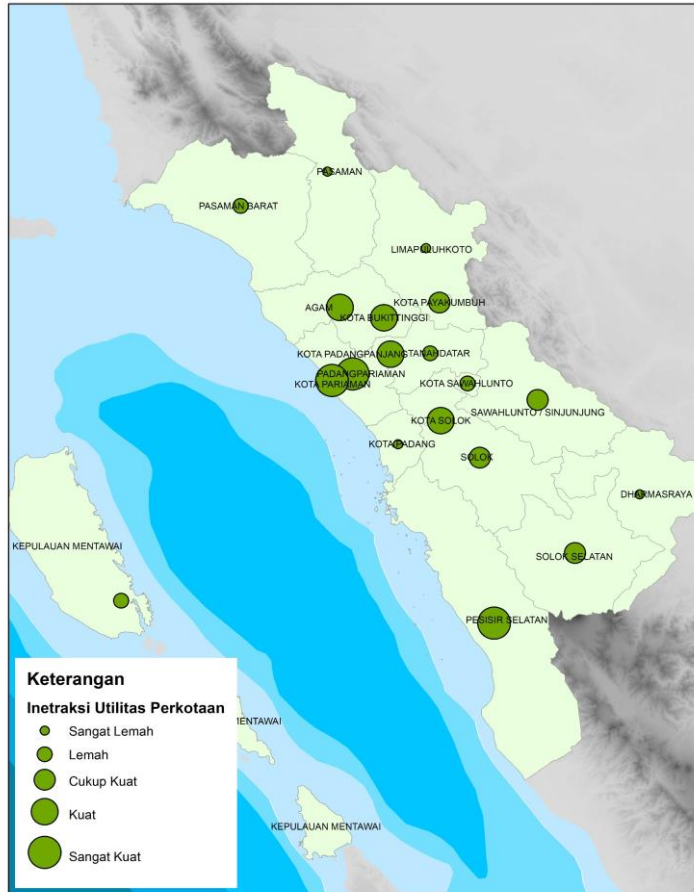 PASAMAN
PASAMAN BARAT
LIMAPULUHKOTO
KOTA PAYAKUMBUH
AGAM
KOTA BUKITTINGGI
KOTA PADANGPANJANG
TANAHDATAR
PADANGPARIAMAN
KOTA PARIAMAN
KOTA SAWAHLUNTO
SAWAHLUNTO / SINJUNJUNG
KOTA SOLOK
KOTA PADANG
SOLOK
DHARMASRAYA
KEPULAUAN MENTAWAI
SOLOK SELATAN
PESISIR SELATAN
Keterangan
Inetraksi Utilitas Perkotaan
Sangat Lemah
Lemah
Cukup Kuat
Kuat
Sangat Kuat
MENTAWAI
KEPULAUAN MENTAWAI